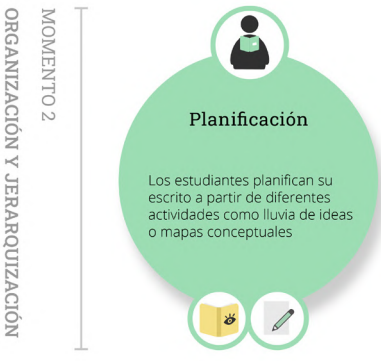 MOMENTO 2
ORGANIZACIÓN Y JERARQUIZACIÓN
Planificación
Los estudiantes planifican su
escrito a partir de diferentes
actividades como lluvia de ideas
o mapas conceptuales